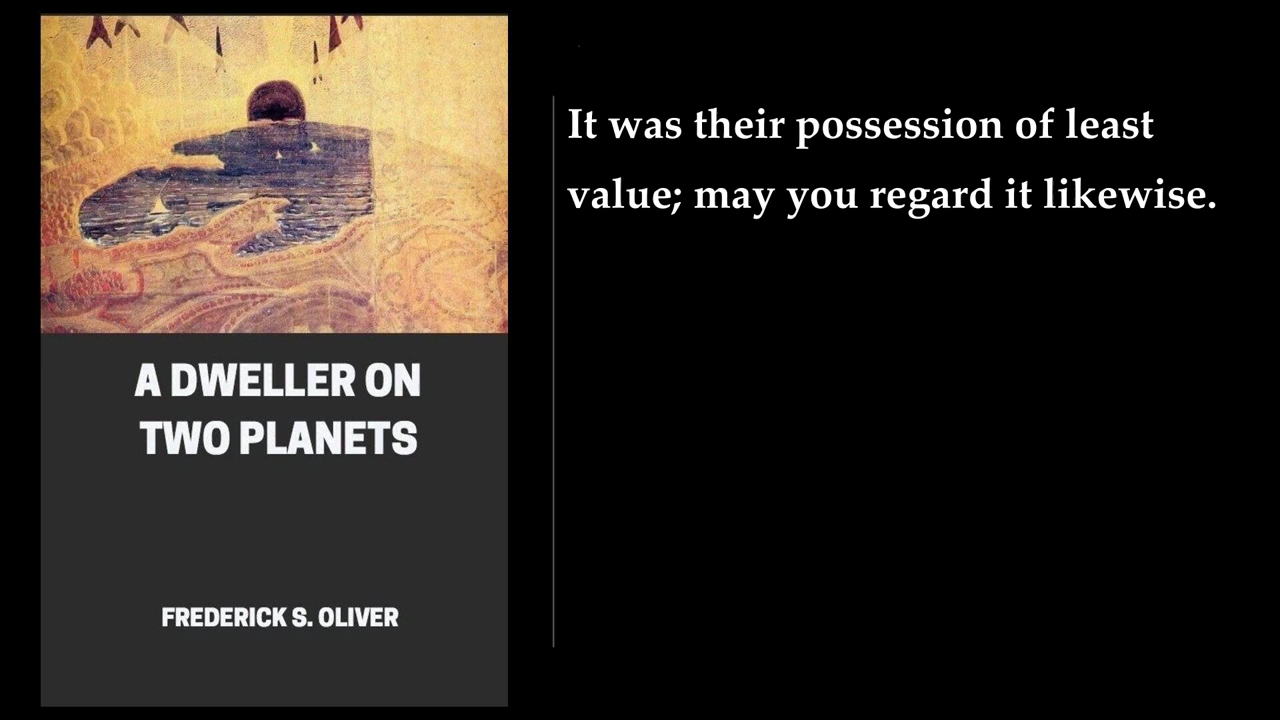 A DWELLER ON
TWO PLANETS
FREDERICK S. OLIVER
It was their possession of least
value; may you regard it likewise.